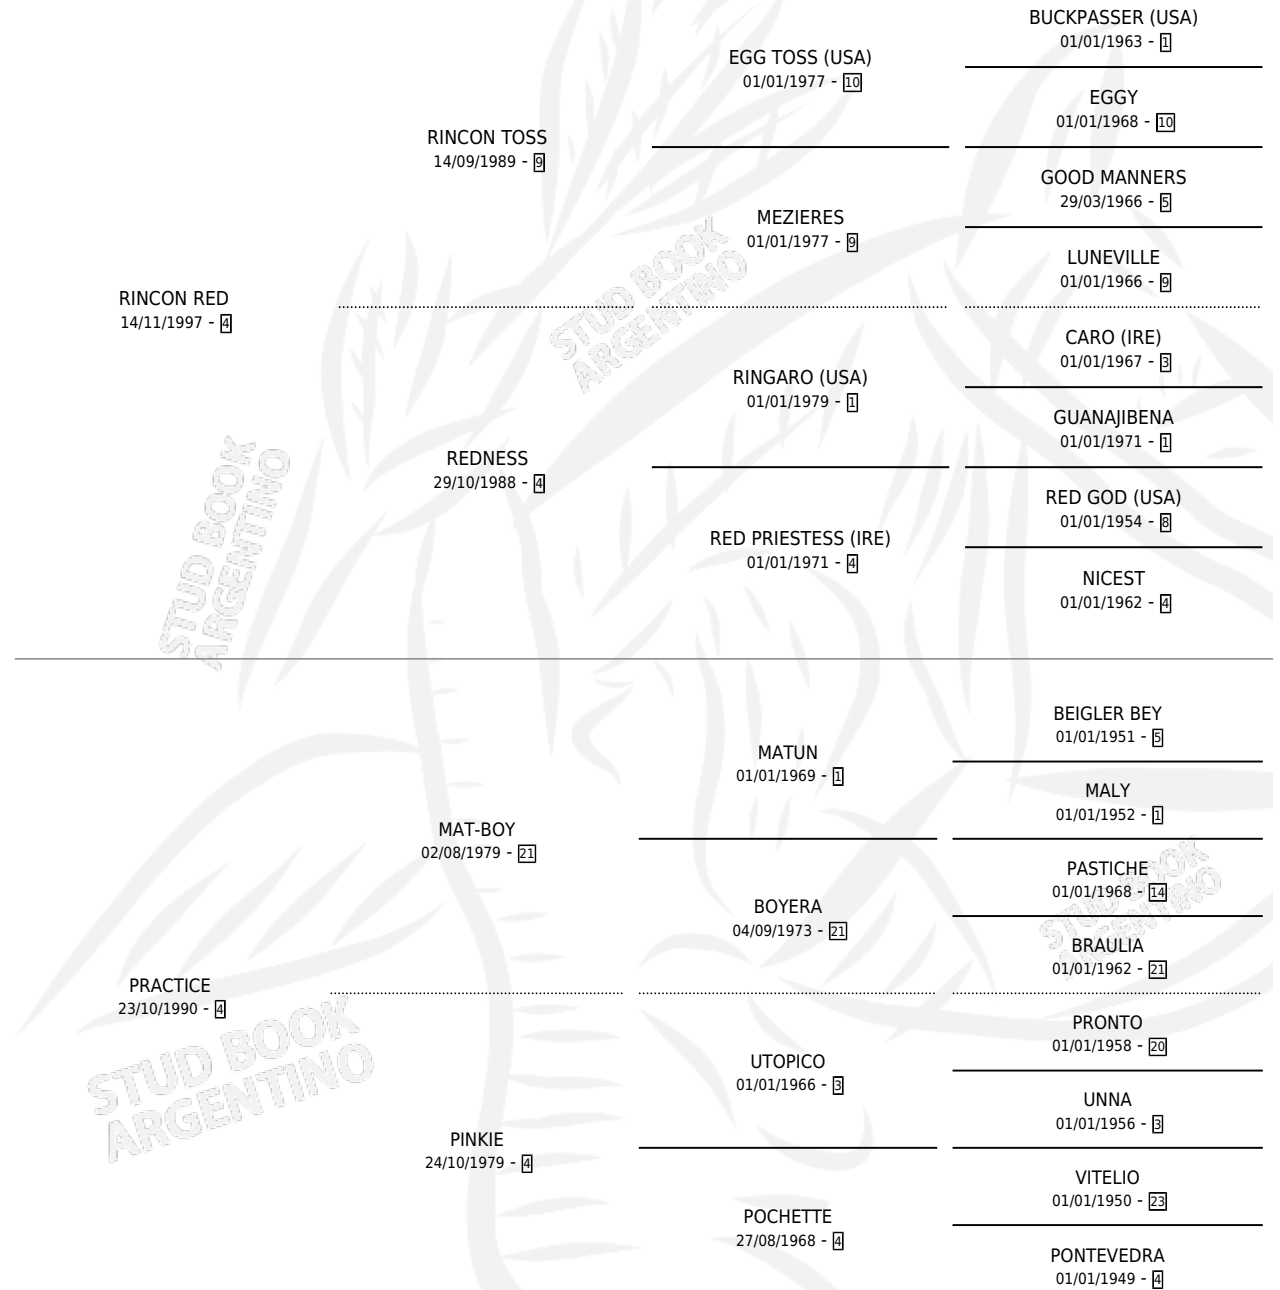 BUCKPASSER (USA)
01/01/1963 - 1
EGG TOSS (USA)
01/01/1977 - 10
EGGY
01/01/1968 - 10
RINCON TOSS
14/09/1989 - 9
GOOD MANNERS
29/03/1966 - 5
MEZIERES
01/01/1977 - 9
LUNEVILLE
01/01/1966 - 9
RINCON RED
14/11/1997 - 4
STUD BOOK
ARGENTINO
CARO (IRE)
01/01/1967 - 3
RINGARO (USA)
01/01/1979 - 1
GUANAJIBENA
01/01/1971 - 1
REDNESS
29/10/1988 - 4
RED GOD (USA)
01/01/1954 - 8
RED PRIESTESS (IRE)
01/01/1971 - 4
NICEST
01/01/1962 - 4
STUD BOOK
ARGENTINO
BEIGLER BEY
01/01/1951 - 5
MATUN
01/01/1969 - 1
MALY
01/01/1952 - 1
MAT-BOY
02/08/1979 - 21
PASTICHE
01/01/1968 - 14
BOYERA
04/09/1973 - 21
BRAULIA
01/01/1962 - 21
STUD BOOK
ARGENTINO
PRACTICE
23/10/1990 - 4
PRONTO
01/01/1958 - 20
UTOPICO
01/01/1966 - 3
UNNA
01/01/1956 - 3
STUD BOOK
ARGENTINO
PINKIE
24/10/1979 - 4
VITELIO
01/01/1950 - 23
POCHETTE
27/08/1968 - 4
PONTEVEDRA
01/01/1949 - 4